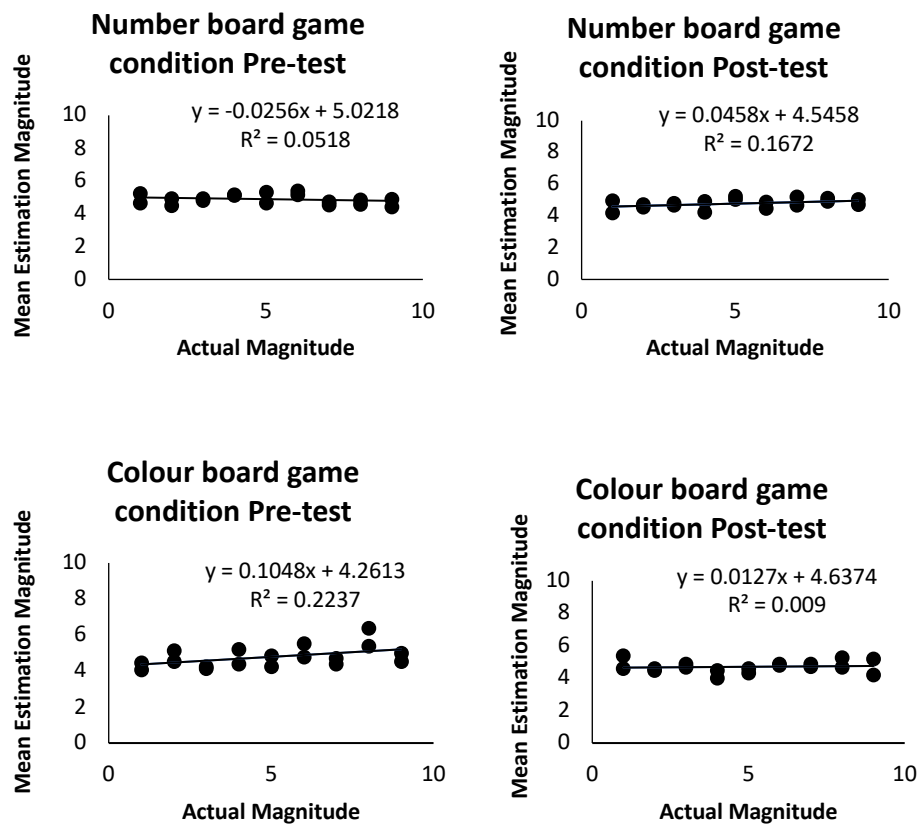 Number board game
condition Pre-test
y = -0.0256x + 5.0218
R² = 0.0518
Mean Estimation Magnitude
10
8
6
4
2
0
0 5 10
Actual Magnitude
Number board game
condition Post-test
y = 0.0458x + 4.5458
R² = 0.1672
Mean Estimation Magnitude
10
8
6
4
2
0
0 5 10
Actual Magnitude
Colour board game
condition Pre-test
y = 0.1048x + 4.2613
R² = 0.2237
Mean Estimation Magnitude
10
8
6
4
2
0
0 5 10
Actual Magnitude
Colour board game
condition Post-test
y = 0.0127x + 4.6374
R² = 0.009
Mean Estimation Magnitude
10
8
6
4
2
0
0 5 10
Actual Magnitude